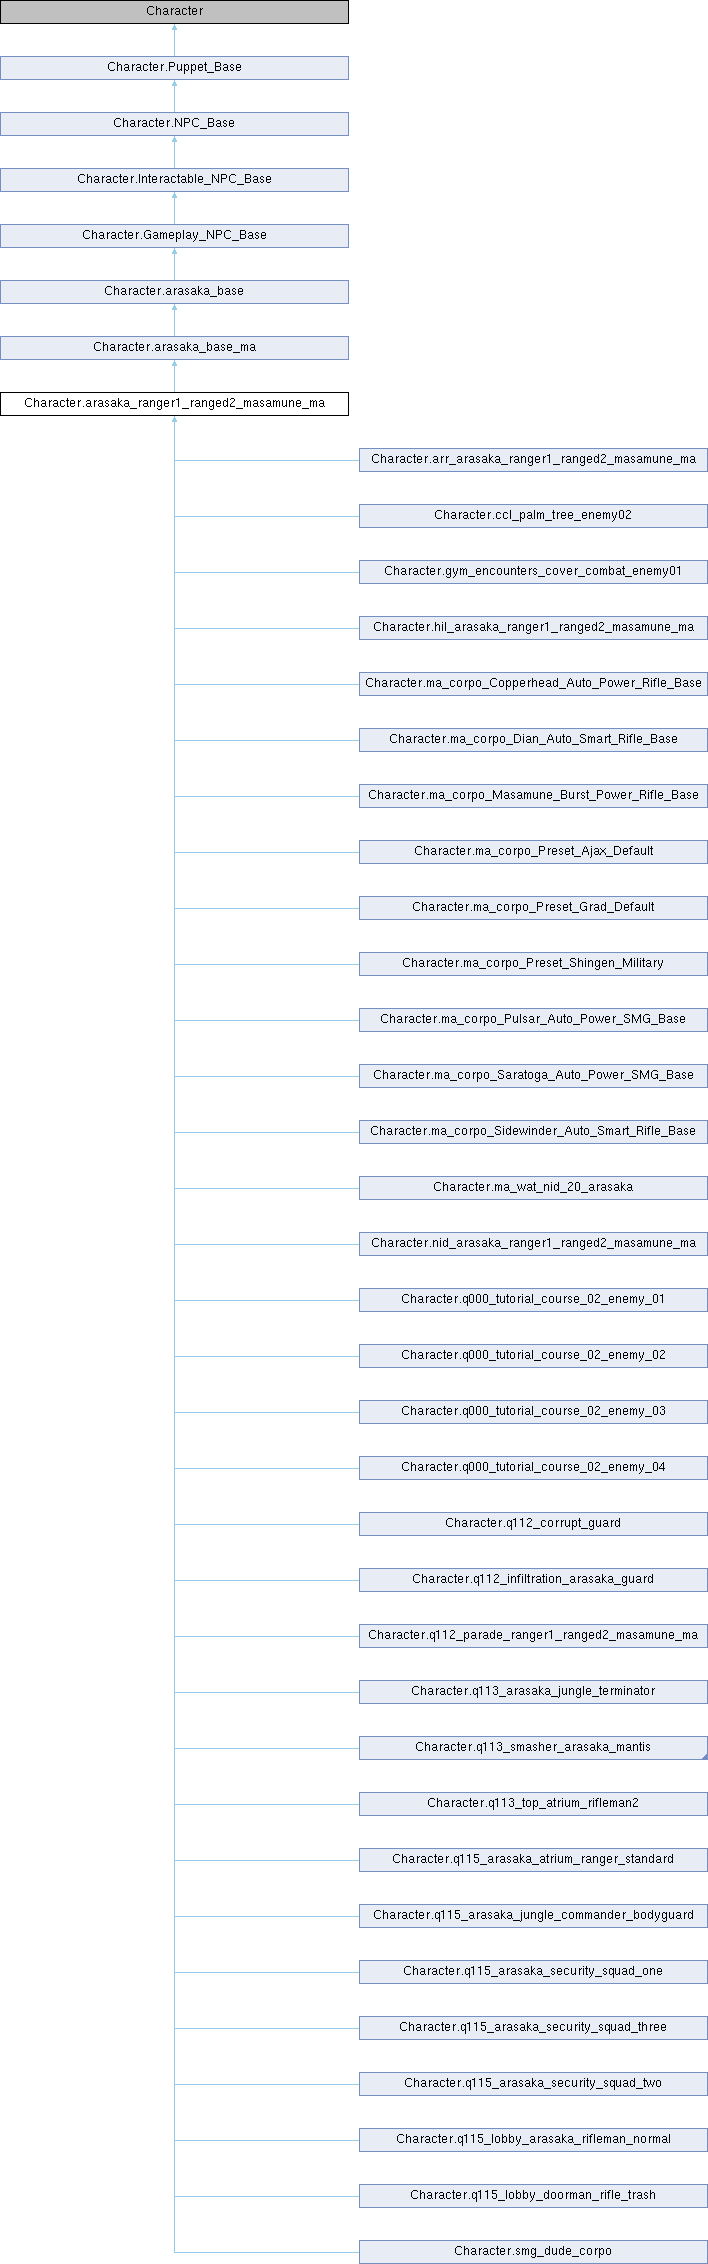 Character
Character.Puppet_Base
Character.NPC_Base
Character.Interactable_NPC_Base
Character.Gameplay_NPC_Base
Character.arasaka_base
Character.arasaka_base_ma
Character.arasaka_ranger1_ranged2_masamune_ma
Character.arr_arasaka_ranger1_ranged2_masamune_ma
Character.ccl_palm_tree_enemy02
Character.gym_encounters_cover_combat_enemy01
Character.hil_arasaka_ranger1_ranged2_masamune_ma
Character.ma_corpo_Copperhead_Auto_Power_Rifle_Base
Character.ma_corpo_Dian_Auto_Smart_Rifle_Base
Character.ma_corpo_Masamune_Burst_Power_Rifle_Base
Character.ma_corpo_Preset_Ajax_Default
Character.ma_corpo_Preset_Grad_Default
Character.ma_corpo_Preset_Shingen_Military
Character.ma_corpo_Pulsar_Auto_Power_SMG_Base
Character.ma_corpo_Saratoga_Auto_Power_SMG_Base
Character.ma_corpo_Sidewinder_Auto_Smart_Rifle_Base
Character.ma_wat_nid_20_arasaka
Character.nid_arasaka_ranger1_ranged2_masamune_ma
Character.q000_tutorial_course_02_enemy_01
Character.q000_tutorial_course_02_enemy_02
Character.q000_tutorial_course_02_enemy_03
Character.q000_tutorial_course_02_enemy_04
Character.q112_corrupt_guard
Character.q112_infiltration_arasaka_guard
Character.q112_parade_ranger1_ranged2_masamune_ma
Character.q113_arasaka_jungle_terminator
Character.q113_smasher_arasaka_mantis
Character.q113_top_atrium_rifleman2
Character.q115_arasaka_atrium_ranger_standard
Character.q115_arasaka_jungle_commander_bodyguard
Character.q115_arasaka_security_squad_one
Character.q115_arasaka_security_squad_three
Character.q115_arasaka_security_squad_two
Character.q115_lobby_arasaka_rifleman_normal
Character.q115_lobby_doorman_rifle_trash
Character.smg_dude_corpo